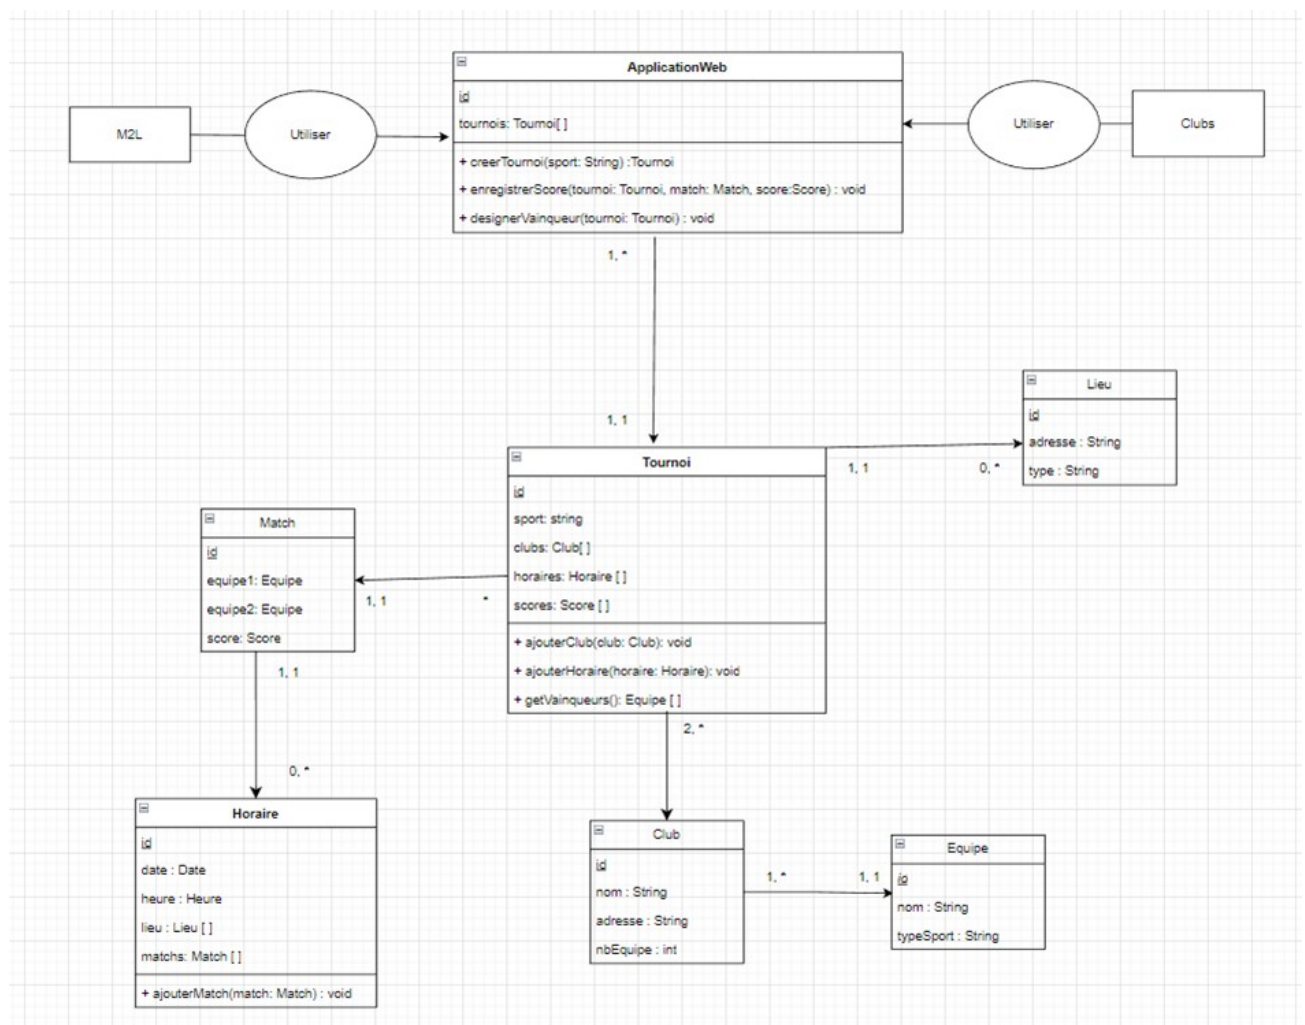 ApplicationWeb
id
tournois: Tournoi[ ]
+ creerTournoi(sport: String) :Tournoi
+ enregistrerScore(tournoi: Tournoi, match: Match, score:Score) : void
+ designerVainqueur(tournoi: Tournoi) : void
M2L
Utiliser
Utiliser
Clubs
1, *
1, 1
Lieu
id
adresse : String
type : String
1, 1
0, *
Tournoi
id
sport: string
clubs: Club[ ]
horaires: Horaire [ ]
scores: Score [ ]
+ ajouterClub(club: Club): void
+ ajouterHoraire(horaire: Horaire): void
+ getVainqueurs(): Equipe [ ]
Match
id
equipe1: Equipe
equipe2: Equipe
score: Score
1, 1
*
1, 1
0, *
2, *
Horaire
id
date : Date
heure : Heure
lieu : Lieu [ ]
matchs: Match [ ]
+ ajouterMatch(match: Match) : void
Club
id
nom : String
adresse : String
nbEquipe : int
1, *
1, 1
Equipe
id
nom : String
typeSport : String